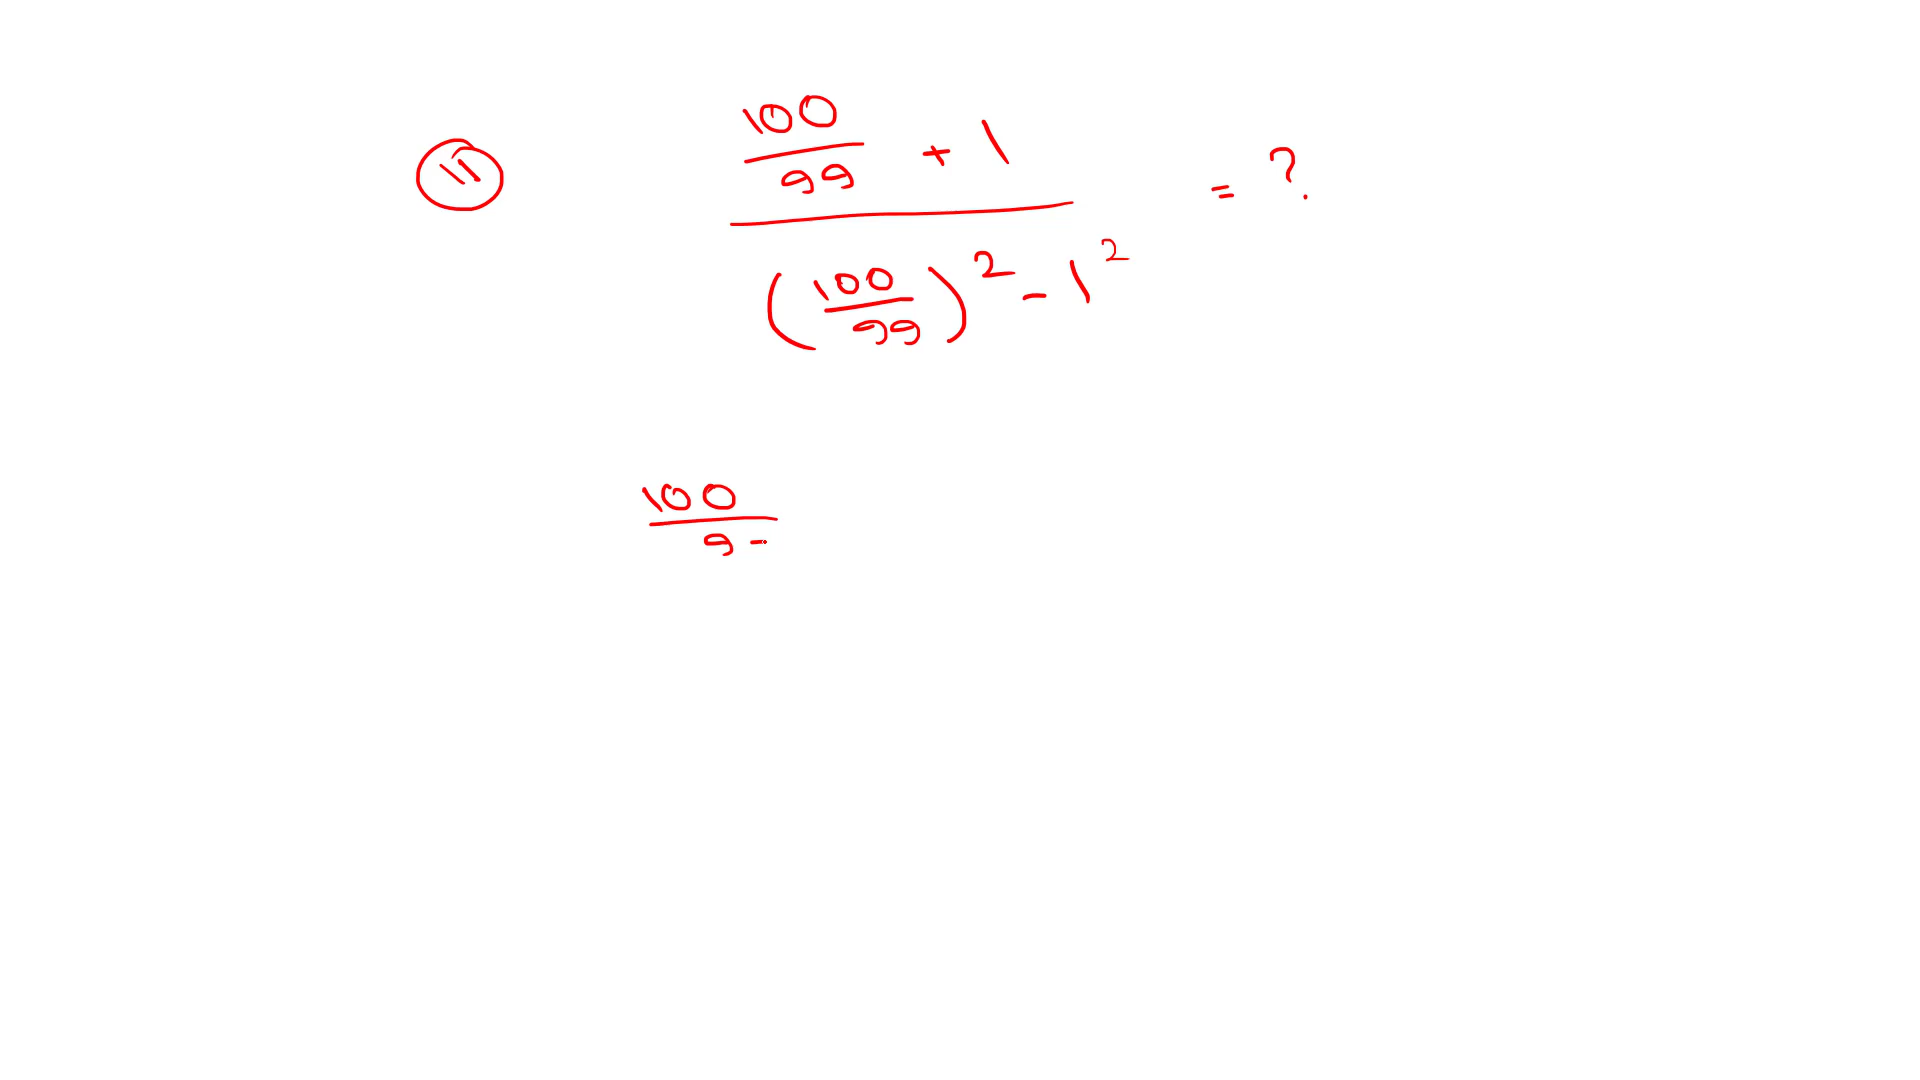 11
100/99 + 1
= ?
(100/99)² - 1²
100
9 -